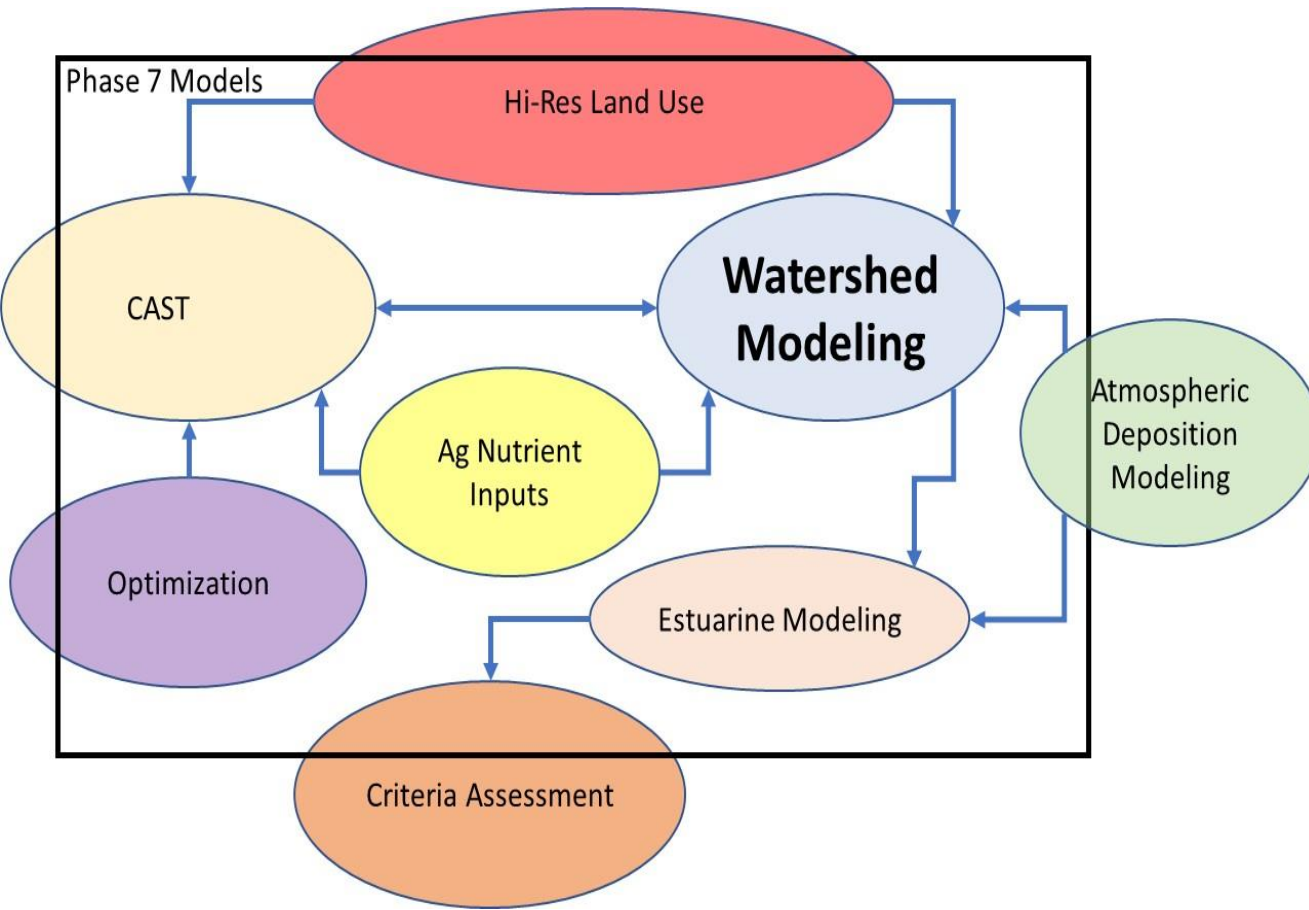 Phase 7 Models
Hi-Res Land Use
CAST
Watershed
Modeling
Ag Nutrient
Inputs
Atmospheric
Deposition
Modeling
Optimization
Estuarine Modeling
Criteria Assessment